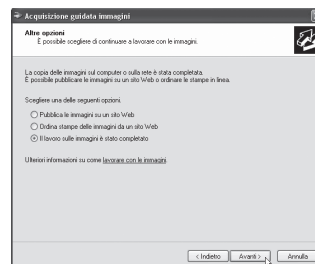 Acquisizione guidata immagini
Altre opzioni
È possibile scegliere di continuare a lavorare con le immagini.
La copia delle immagini sul computer o sulla rete è stata completata.
È possibile pubblicare le immagini su un sito Web o ordinare le stampe in linea.
Scegliere una delle seguenti opzioni.
Pubblica le immagini su un sito Web
Ordina stampe delle immagini da un sito Web
Il lavoro sulle immagini è stato completato
Ulteriori informazioni su come lavorare con le immagini.
< Indietro Avanti > Annulla